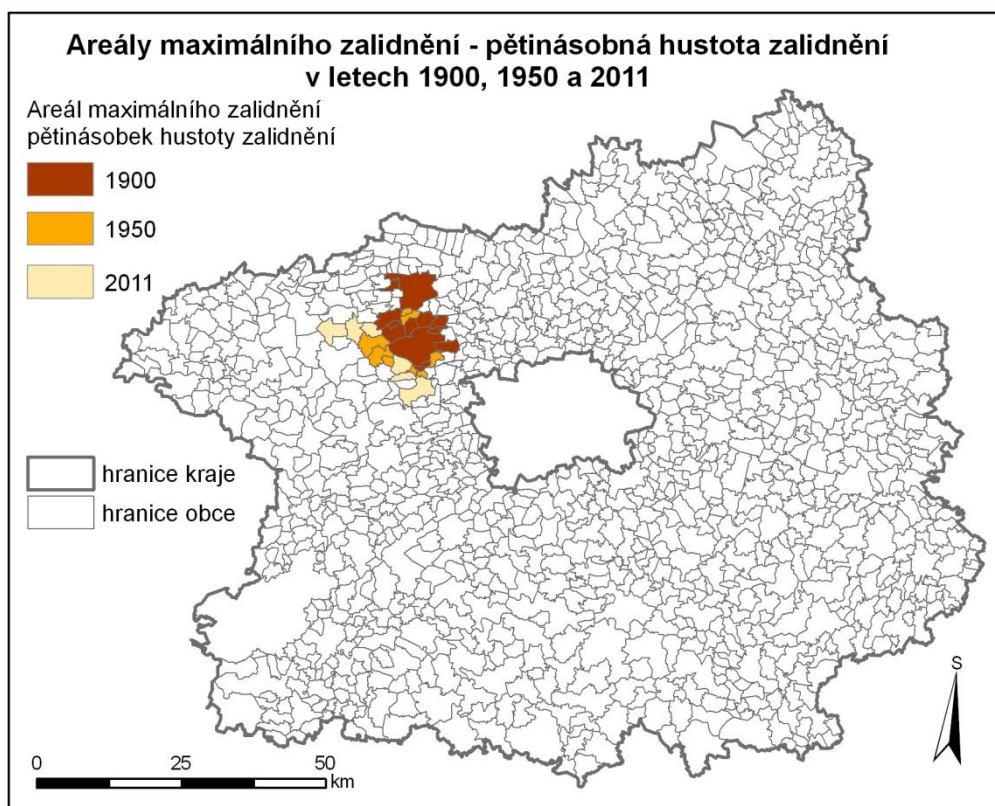 Areály maximálního zalidnění - pětinásobná hustota zalidnění
v letech 1900, 1950 a 2011
Areál maximálního zalidnění
pětinásobek hustoty zalidnění
1900
1950
2011
hranice kraje
hranice obce
S
0 25 50
km